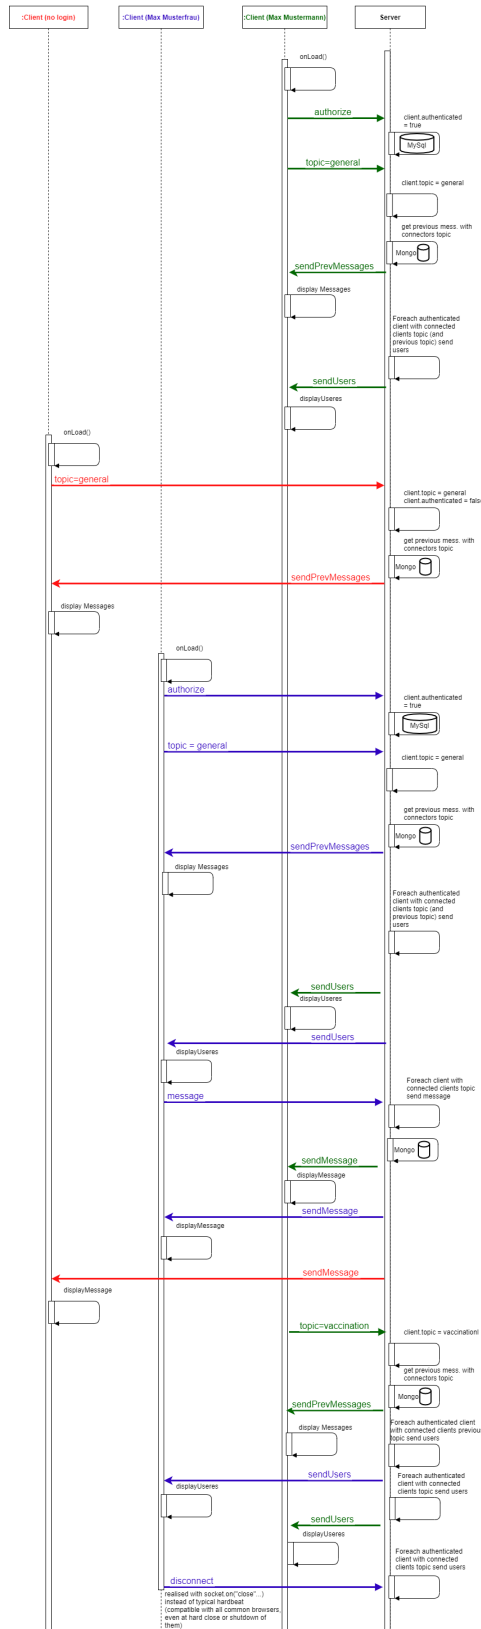 :Client (no login)
:Client (Max Musterfrau)
:Client (Max Mustermann)
Server
onLoad()
authorize
client.authenticated
= true
MySql
topic=general
client.topic = general
get previous mess. with
connectors topic
Mongo
sendPrevMessages
display Messages
Foreach authenticated
client with connected
clients topic (and
previous topic) send
users
sendUsers
displayUseres
onLoad()
topic=general
client.topic = general
client.authenticated = fals
get previous mess. with
connectors topic
Mongo
sendPrevMessages
display Messages
onLoad()
authorize
client.authenticated
= true
MySql
topic = general
client.topic = general
get previous mess. with
connectors topic
Mongo
sendPrevMessages
display Messages
Foreach authenticated
client with connected
clients topic (and
previous topic) send
users
sendUsers
displayUseres
sendUsers
displayUseres
message
Foreach client with
connected clients topic
send message
Mongo
sendMessage
displayMessage
sendMessage
displayMessage
sendMessage
displayMessage
topic=vaccination
client.topic = vaccination
get previous mess. with
connectors topic
Mongo
sendPrevMessages
display Messages
Foreach authenticated client
with connected clients previou
topic send users
sendUsers
displayUseres
Foreach authenticated
client with connected
clients topic send users
sendUsers
displayUseres
disconnect
Foreach authenticated
client with connected
clients topic send users
realised with socket.on("close"...)
instead of typical hardbeat
(compatible with all common browsers,
even at hard close or shutdown of
them)